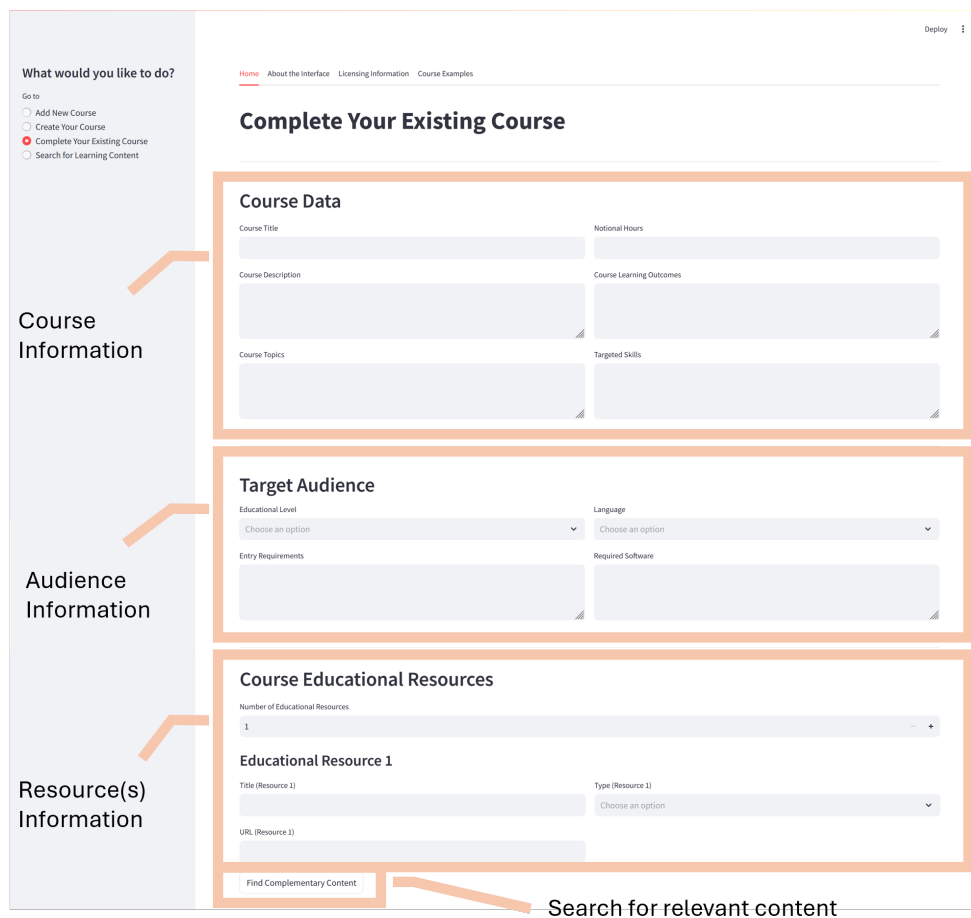 Deploy
What would you like to do?
Go to
Add New Course
Create Your Course
Complete Your Existing Course
Search for Learning Content
Home About the Interface Licensing Information Course Examples
Complete Your Existing Course
Course Data
Course Title Notional Hours
Course Description Course Learning Outcomes
Course Topics Targeted Skills
Course
Information
Target Audience
Educational Level Language
Choose an option Choose an option
Entry Requirements Required Software
Audience
Information
Course Educational Resources
Number of Educational Resources
1
Educational Resource 1
Title (Resource 1) Type (Resource 1)
Choose an option
URL (Resource 1)
Resource(s)
Information
Find Complementary Content
Search for relevant content